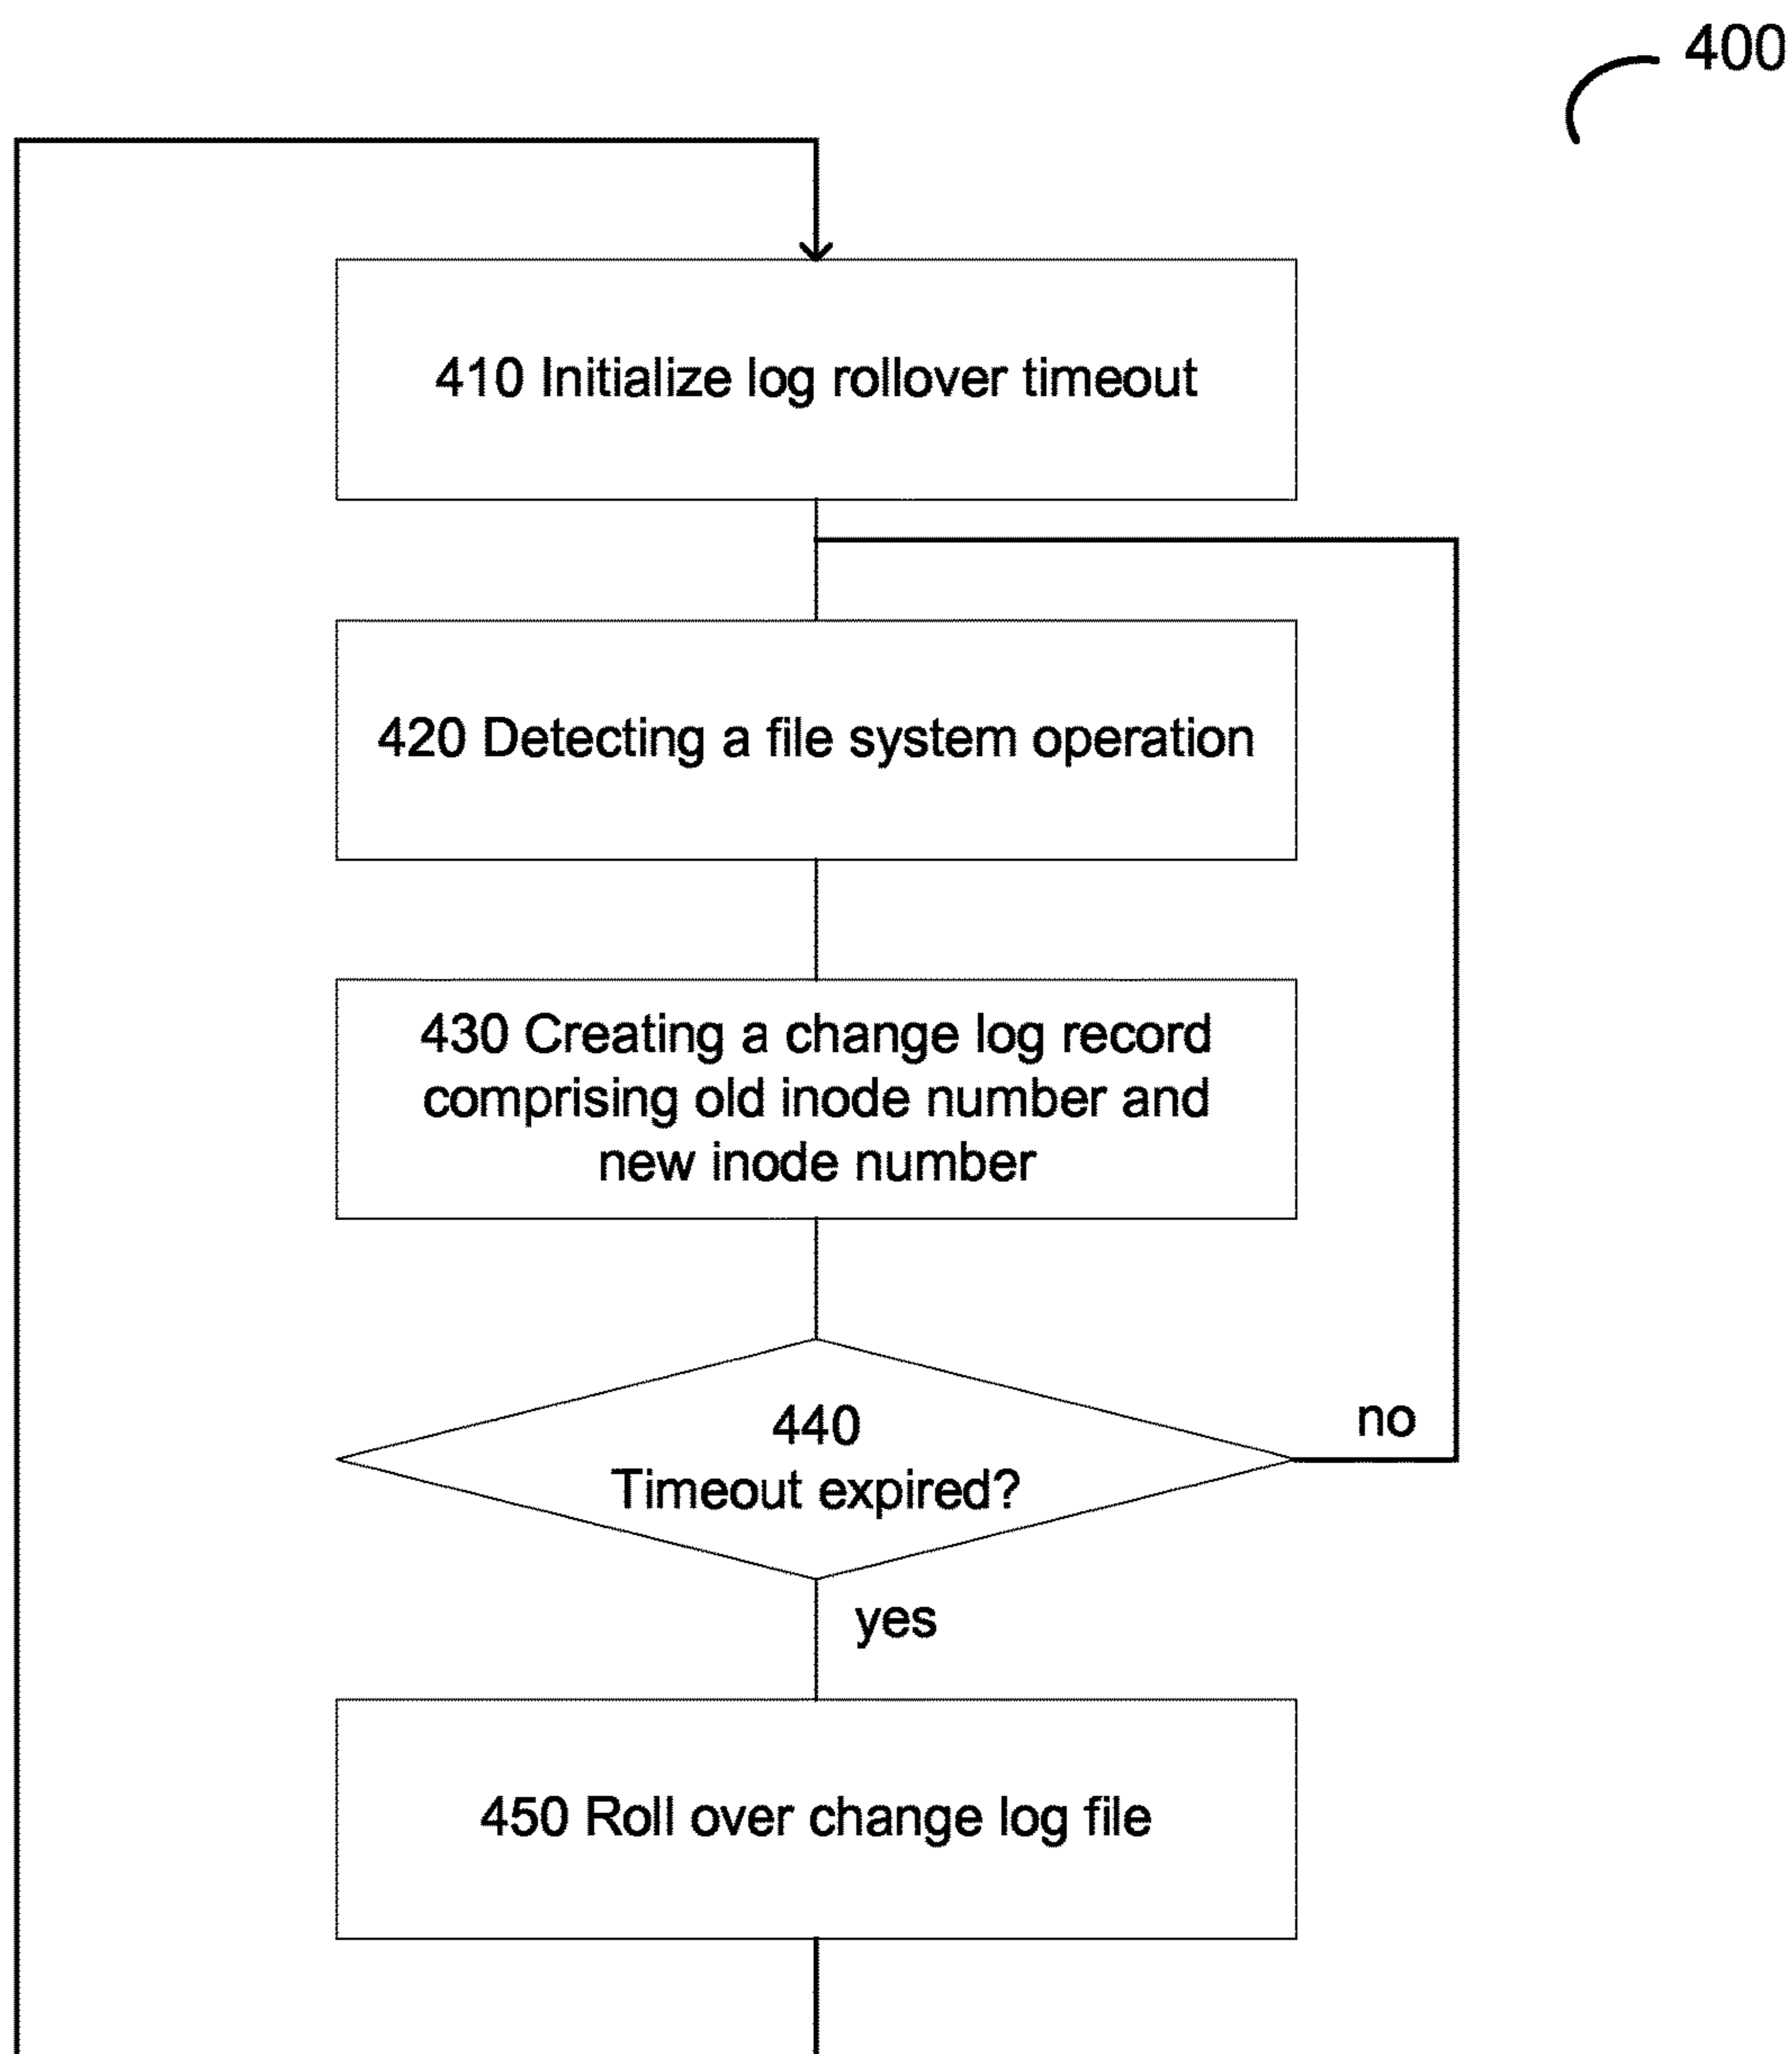 400
410 Initialize log rollover timeout
420 Detecting a file system operation
430 Creating a change log record
comprising old inode number and
new inode number
440
Timeout expired?
no
yes
450 Roll over change log file